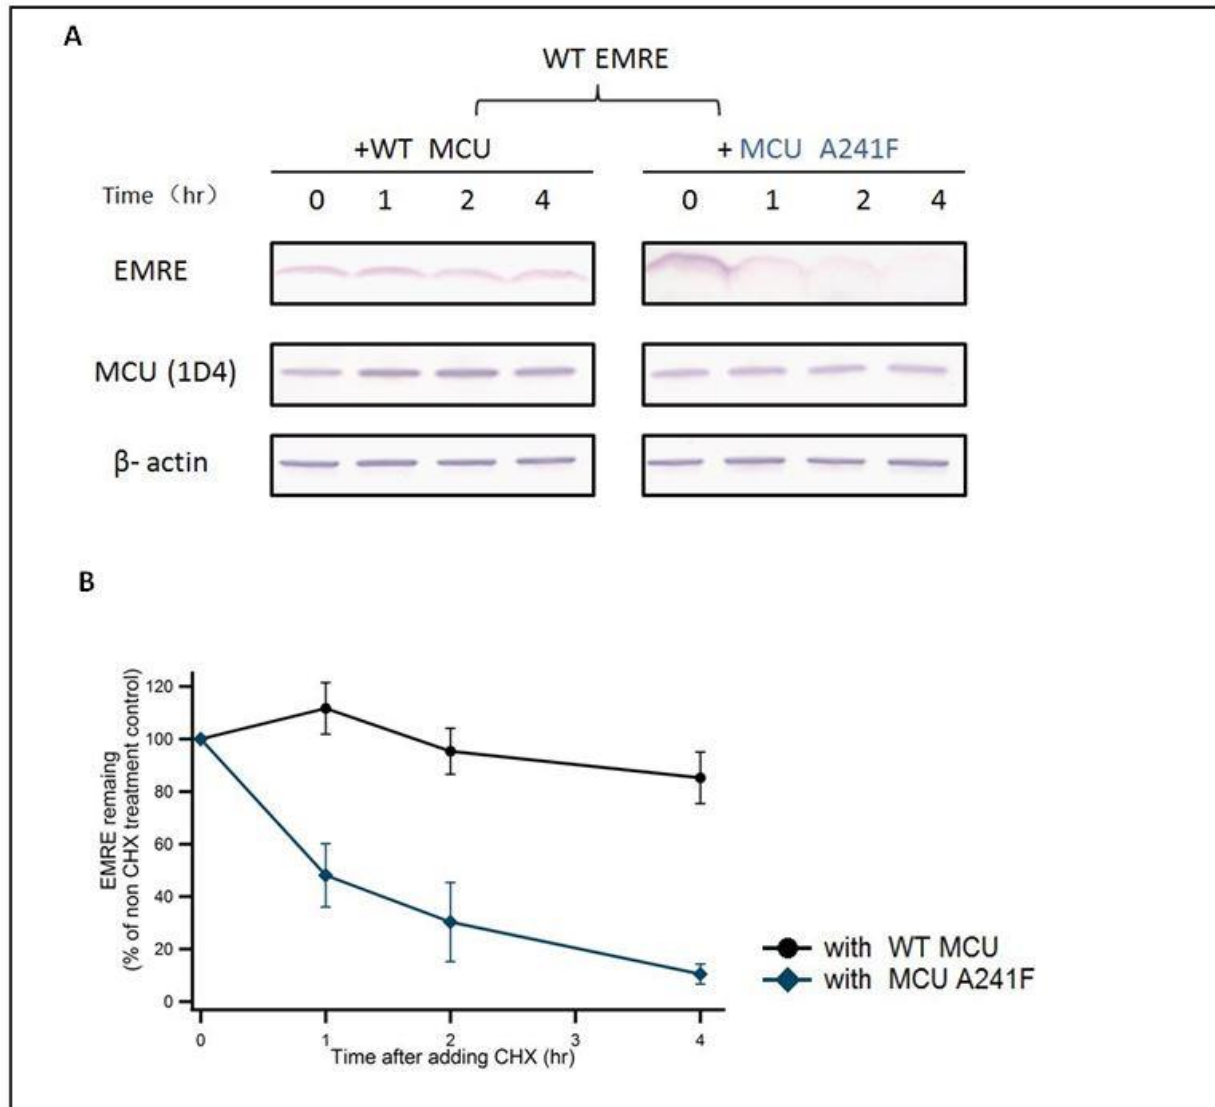 A
WT EMRE
+WT MCU
+ MCU A241F
Time（hr）
0 1 2 4
0 1 2 4
EMRE
MCU (1D4)
β- actin
B
EMRE remaing
(% of non CHX treatment control)
120
100
80
60
40
20
0
0 1 2 3 4
Time after adding CHX (hr)
with WT MCU
with MCU A241F